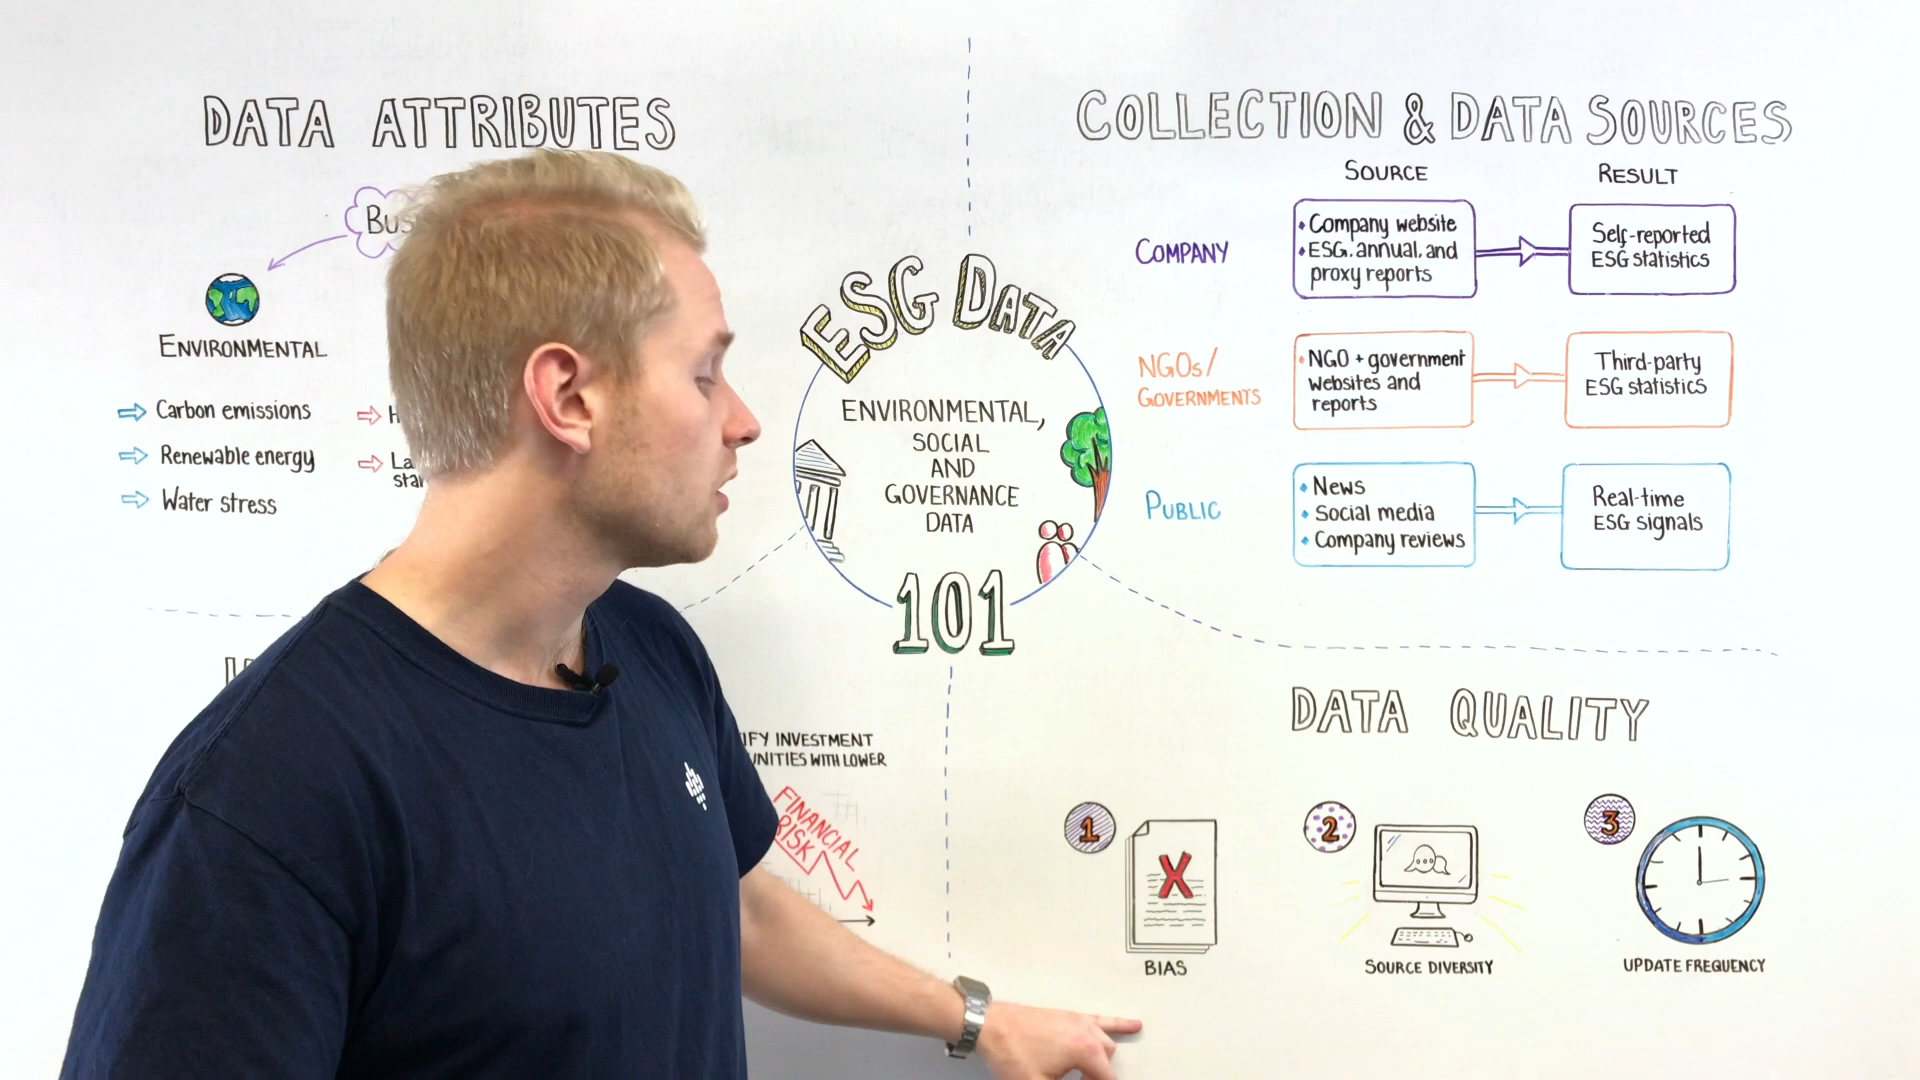 DATA ATTRIBUTES
ENVIRONMENTAL
Carbon emissions
Renewable energy
Water stress
ESG DATA
ENVIRONMENTAL,
SOCIAL
AND
GOVERNANCE
DATA
101
COLLECTION & DATA SOURCES
SOURCE
RESULT
COMPANY
Company website
ESG, annual, and
proxy reports
Self-reported
ESG statistics
NGOs/
GOVERNMENTS
NGO + government
websites and
reports
Third-party
ESG statistics
PUBLIC
News
Social media
Company reviews
Real-time
ESG signals
INVESTMENT
WITH LOWER
FINANCIAL
RISK
DATA QUALITY
1
BIAS
X
2
SOURCE DIVERSITY
3
UPDATE FREQUENCY